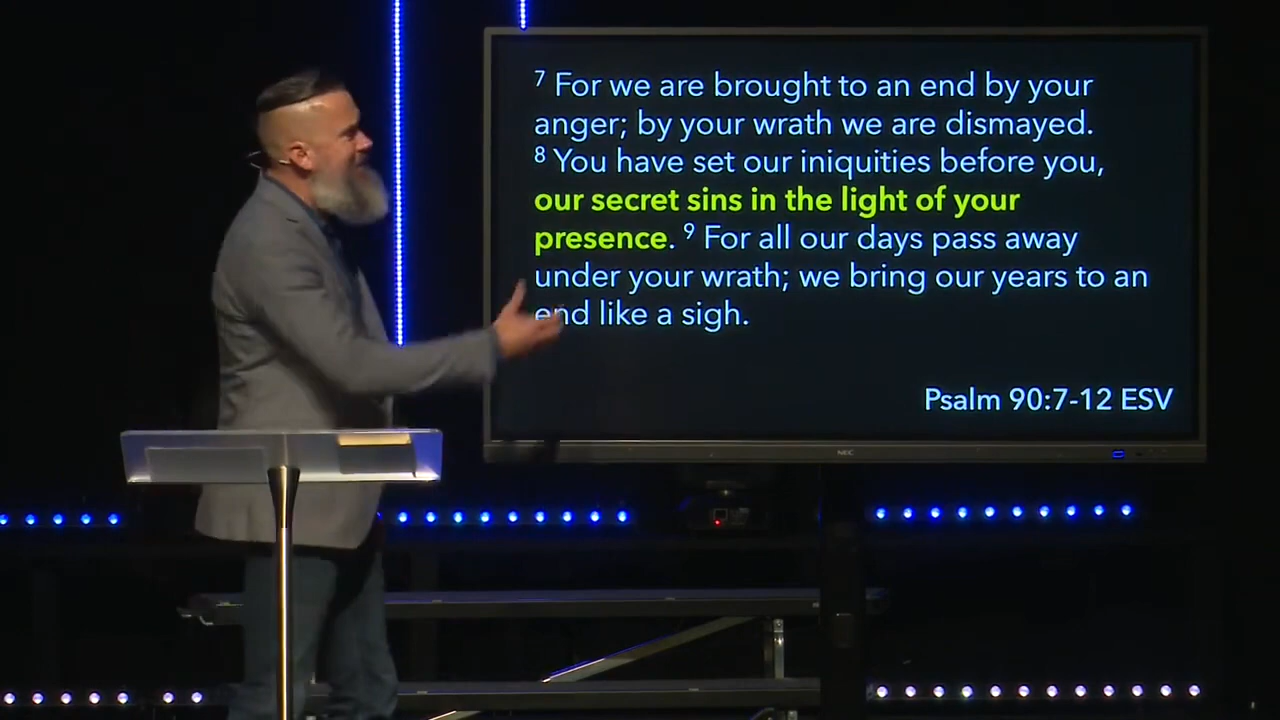 7 For we are brought to an end by your
anger; by your wrath we are dismayed.
8 You have set our iniquities before you,
our secret sins in the light of your
presence. 9 For all our days pass away
under your wrath; we bring our years to an
end like a sigh.
Psalm 90:7-12 ESV
NEC